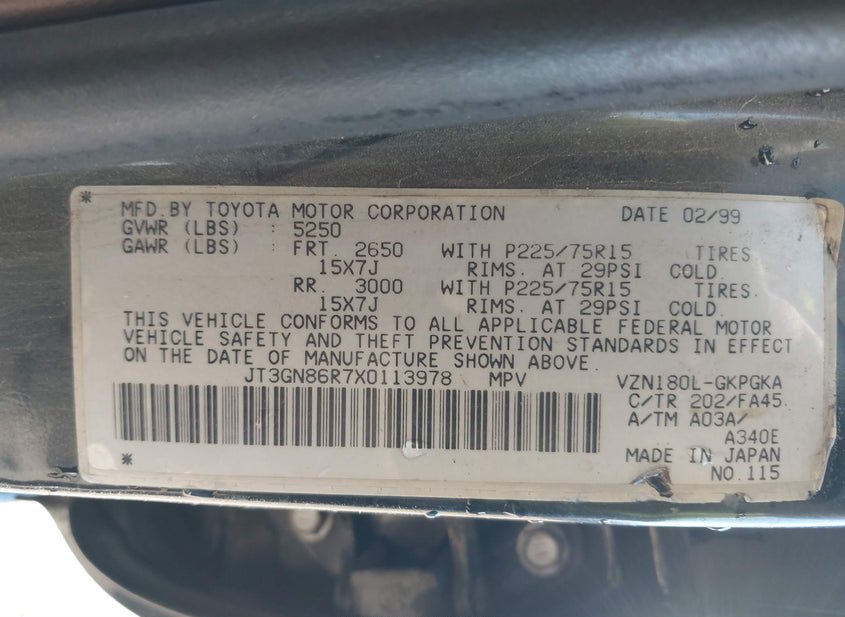 *
MFD.BY TOYOTA MOTOR CORPORATION DATE 02/99
GVWR (LBS) : 5250
GAWR (LBS) : FRT. 2650 WITH P225/75R15 TIRES
15X7J RIMS. AT 29PSI COLD.
RR. 3000 WITH P225/75R15 TIRES.
15X7J RIMS. AT 29PSI COLD.
THIS VEHICLE CONFORMS TO ALL APPLICABLE FEDERAL MOTOR
VEHICLE SAFETY AND THEFT PREVENTION STANDARDS IN EFFECT
ON THE DATE OF MANUFACTURE SHOWN ABOVE.
JT3GN86R7X0113978 MPV VZN180L-GKPGKA
C/TR 202/FA45
A/TM A03A/
A340E
MADE IN JAPAN
NO.115
*